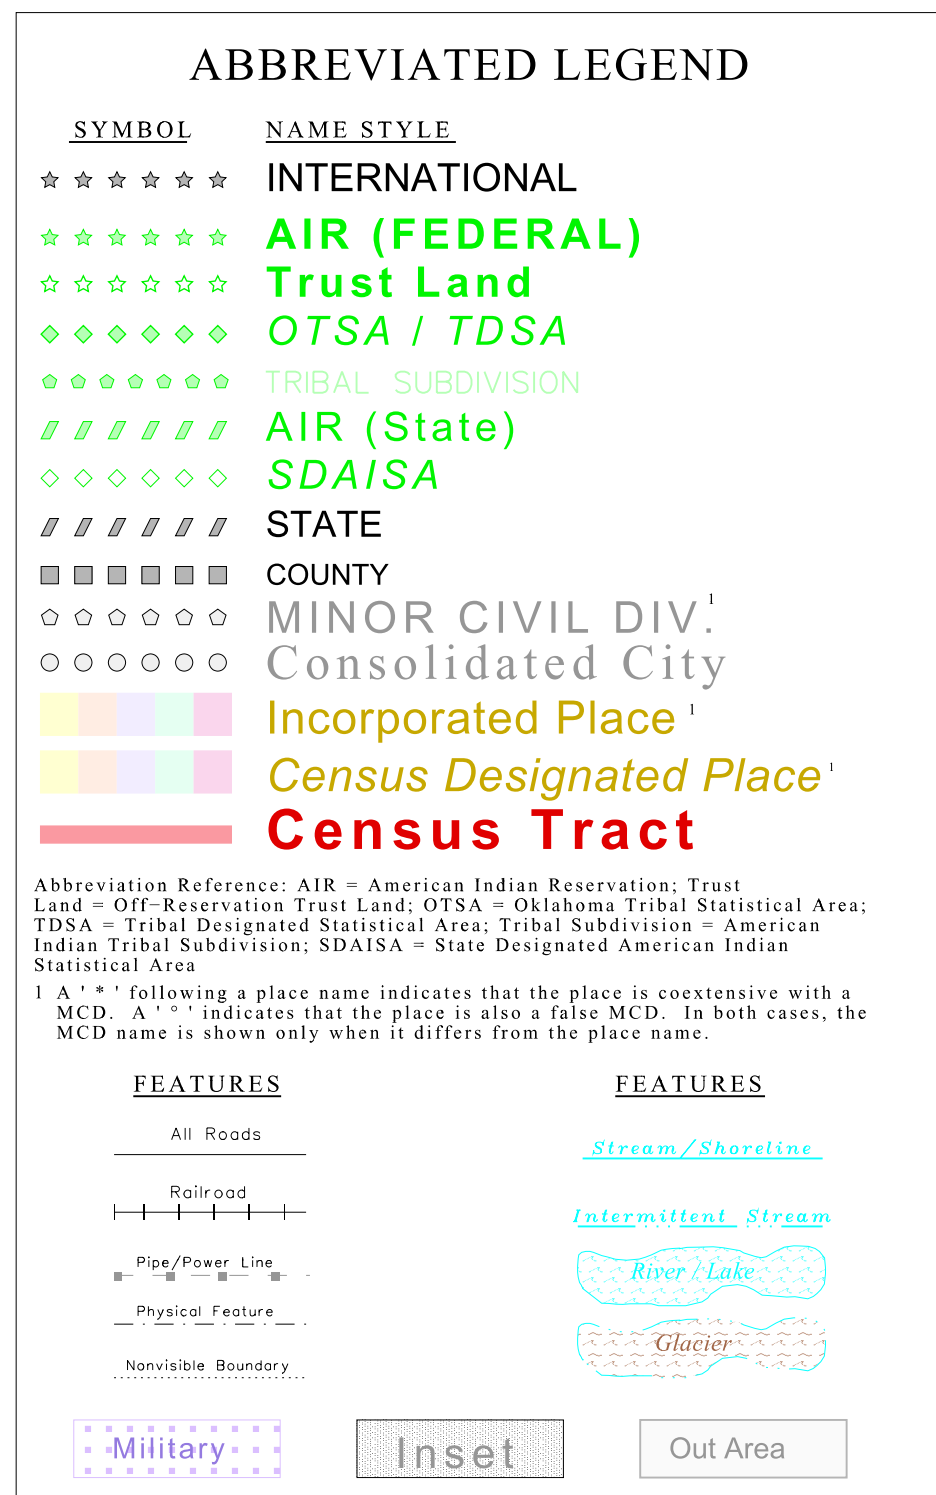 ABBREVIATED LEGEND
SYMBOL NAME STYLE
INTERNATIONAL
AIR (FEDERAL)
Trust Land
OTSA / TDSA
TRIBAL SUBDIVISION
AIR (State)
SDAISA
STATE
COUNTY
MINOR CIVIL DIV. 1
Consolidated City
Incorporated Place 1
Census Designated Place 1
Census Tract
Abbreviation Reference: AIR = American Indian Reservation; Trust
Land = Off−Reservation Trust Land; OTSA = Oklahoma Tribal Statistical Area;
TDSA = Tribal Designated Statistical Area; Tribal Subdivision = American
Indian Tribal Subdivision; SDAISA = State Designated American Indian
Statistical Area
1 A ' * ' following a place name indicates that the place is coextensive with a
MCD. A ' ° ' indicates that the place is also a false MCD. In both cases, the
MCD name is shown only when it differs from the place name.
FEATURES
All Roads
Railroad
Pipe/Power Line
Physical Feature
Nonvisible Boundary
FEATURES
Stream/Shoreline
Intermittent Stream
River / Lake
Glacier
Military
Inset
Out Area